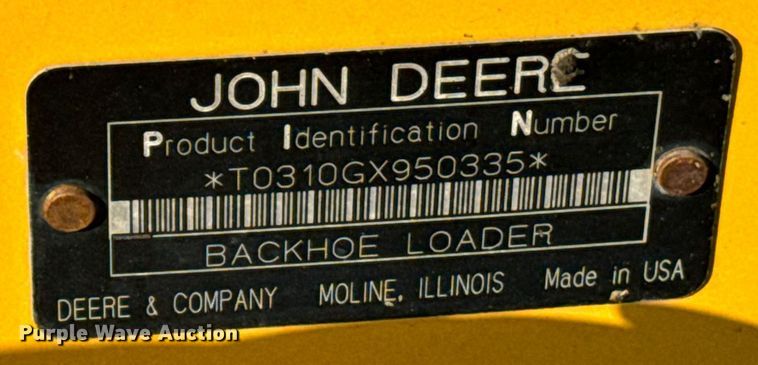 JOHN DEERE
Product Identification Number
*T0310GX950335*
BACKHOE LOADER
DEERE & COMPANY MOLINE, ILLINOIS Made in USA
Purple Wave Auction